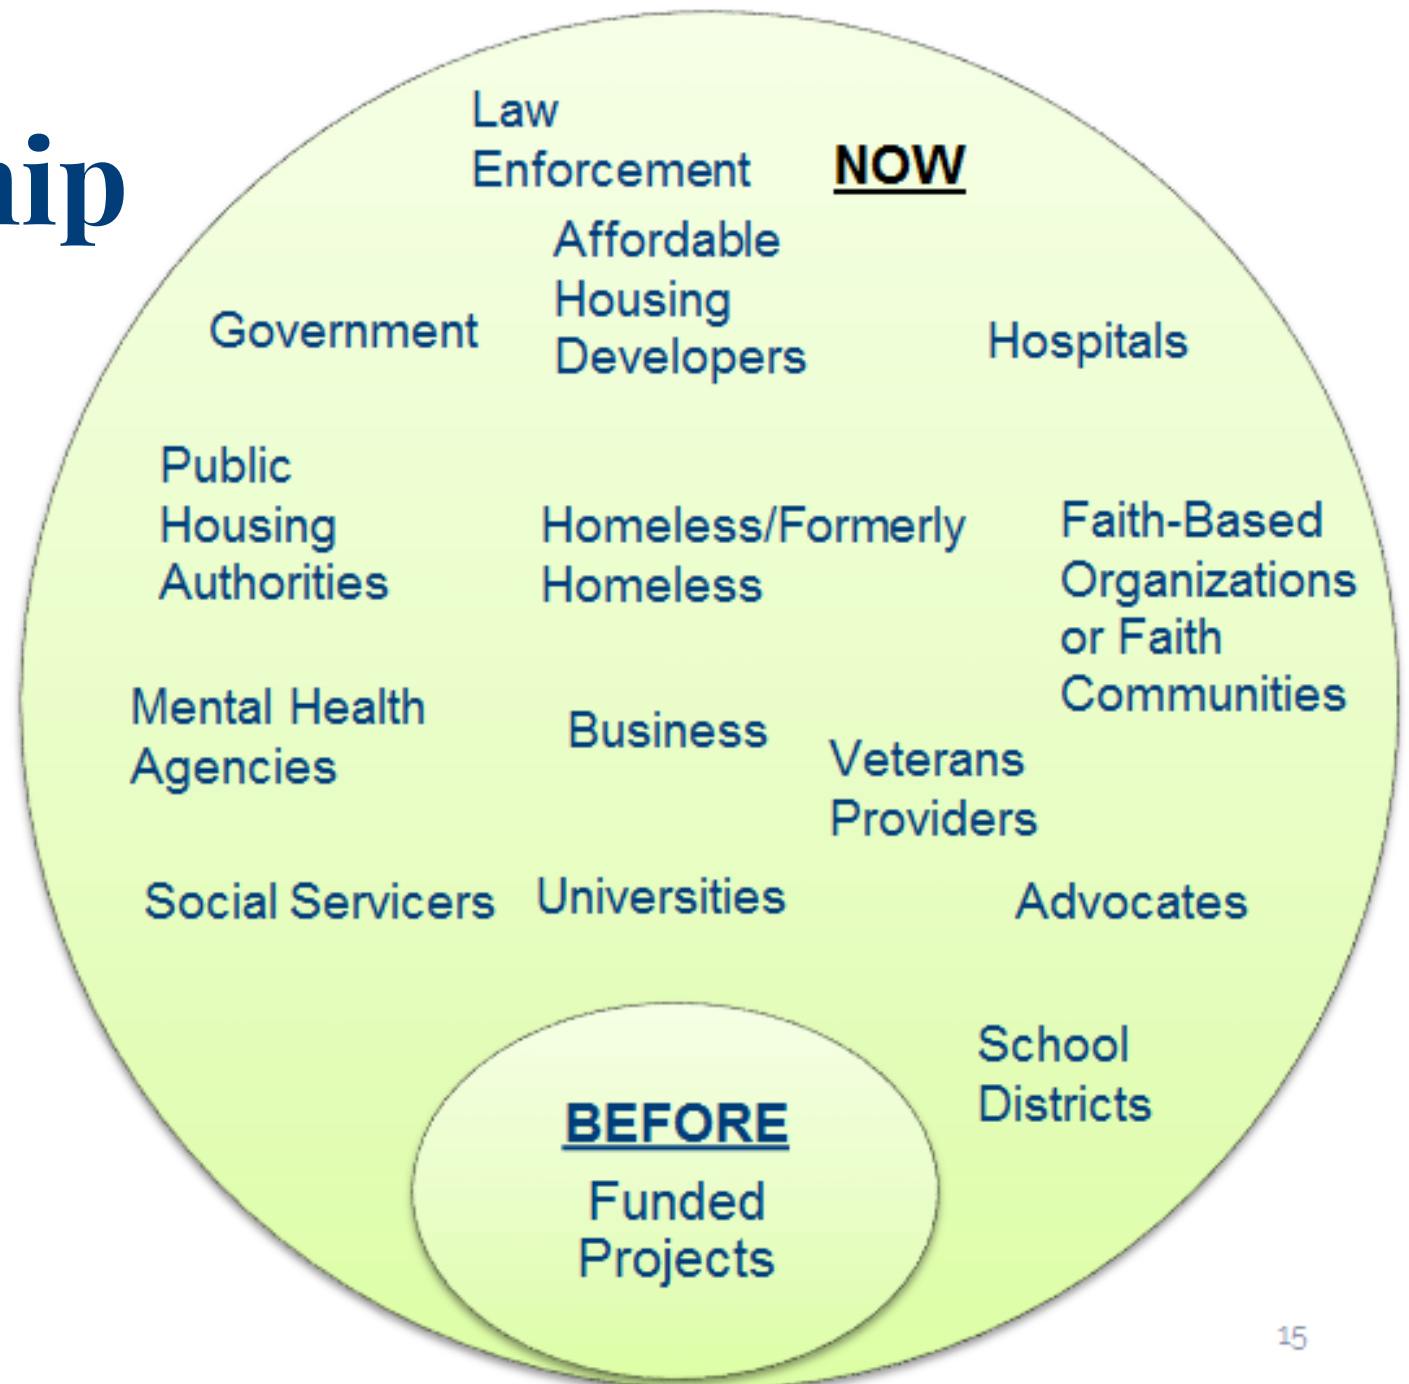 hip
Law
Enforcement
NOW
Affordable
Housing
Developers
Government
Hospitals
Public
Housing
Authorities
Homeless/Formerly
Homeless
Faith-Based
Organizations
or Faith
Communities
Mental Health
Agencies
Business
Veterans
Providers
Social Servicers
Universities
Advocates
School
Districts
BEFORE
Funded
Projects
15